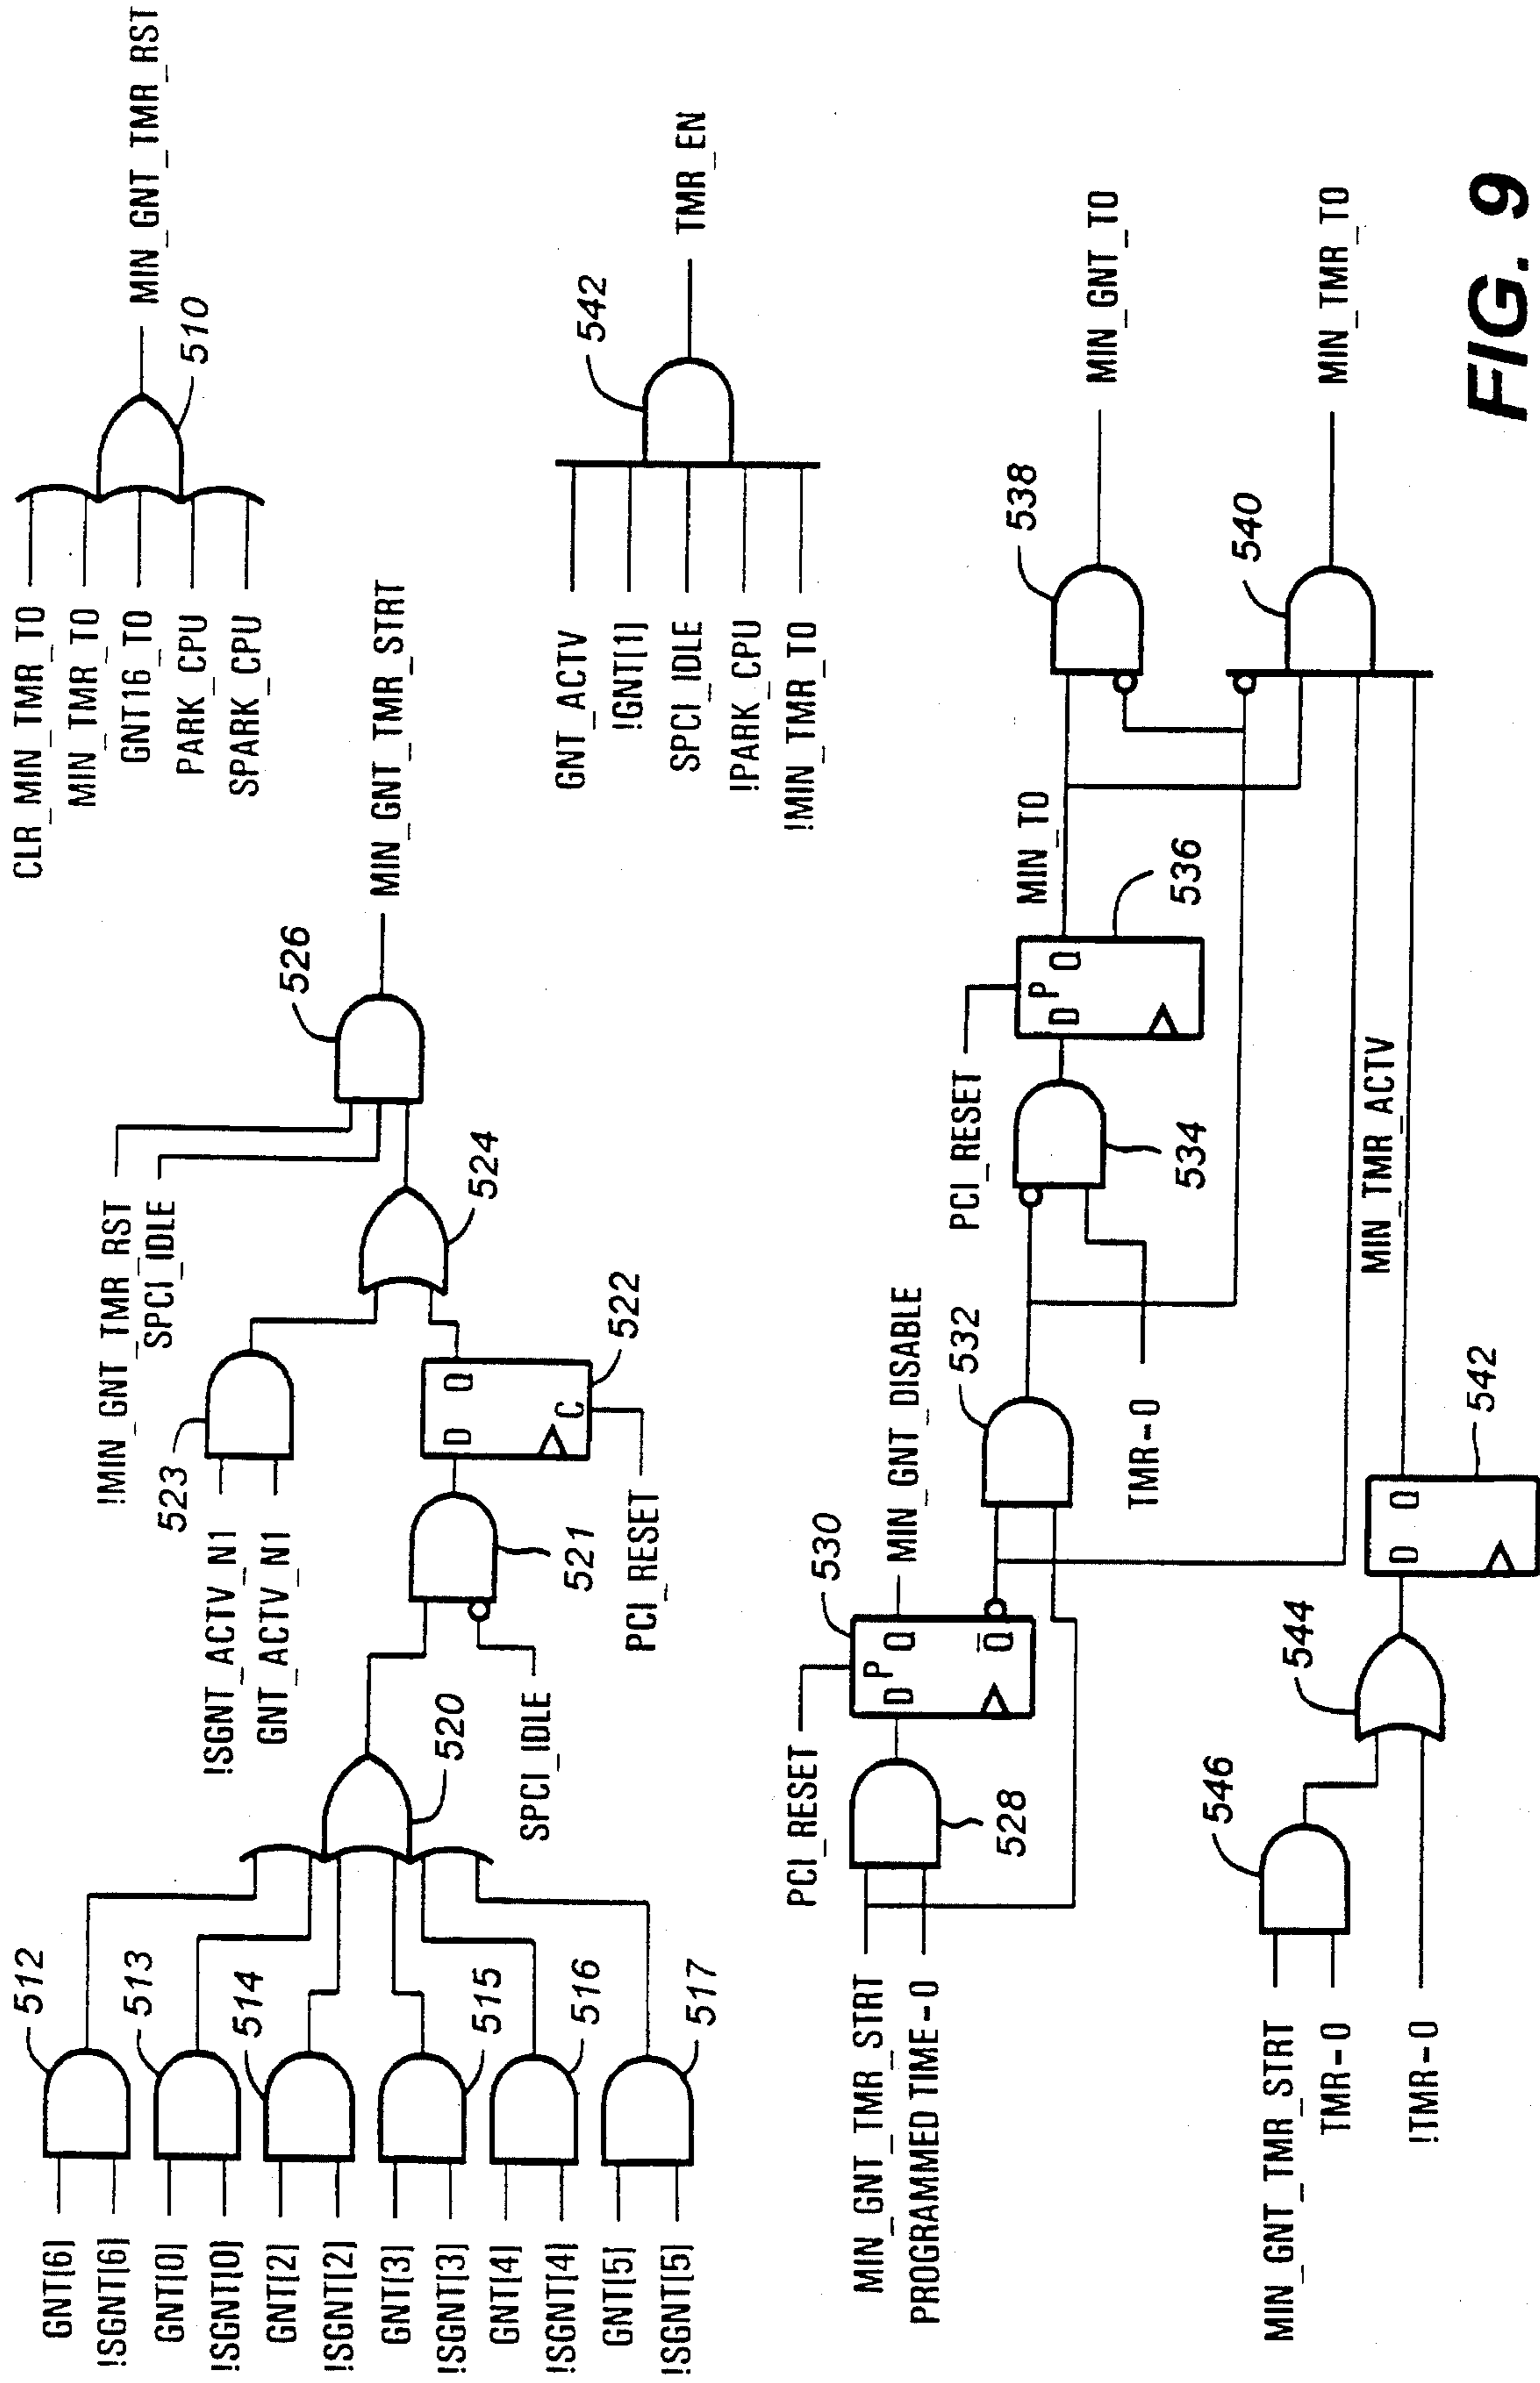 GNT[6]
!SGNT[6]
GNT[0]
!SGNT[0]
GNT[2]
!SGNT[2]
GNT[3]
!SGNT[3]
GNT[4]
!SGNT[4]
GNT[5]
!SGNT[5]
512
513
514
515
516
517
520
SPCI_IDLE
521
!SGNT_ACTV_N1
GNT_ACTV_N1
523
D
Q
C
522
PCI_RESET
524
!MIN_GNT_TMR_RST
SPCI_IDLE
526
MIN_GNT_TMR_STRT
CLR_MIN_TMR_TO
MIN_TMR_TO
GNT16_TO
PARK_CPU
SPARK_CPU
510
MIN_GNT_TMR_RST
GNT_ACTV
!GNT[1]
SPCI_IDLE
!PARK_CPU
!MIN_TMR_TO
542
TMR_EN
MIN_GNT_TMR_STRT
PROGRAMED TIME=0
528
PCI_RESET
530
D
P
Q
Q
MIN_GNT_DISABLE
532
TMR=0
534
PCI_RESET
D
P
Q
536
MIN_TO
538
MIN_GNT_TO
540
MIN_TMR_TO
MIN_GNT_TMR_STRT
TMR=0
!TMR=0
546
544
D
Q
542
MIN_TMR_ACTV
FIG. 9